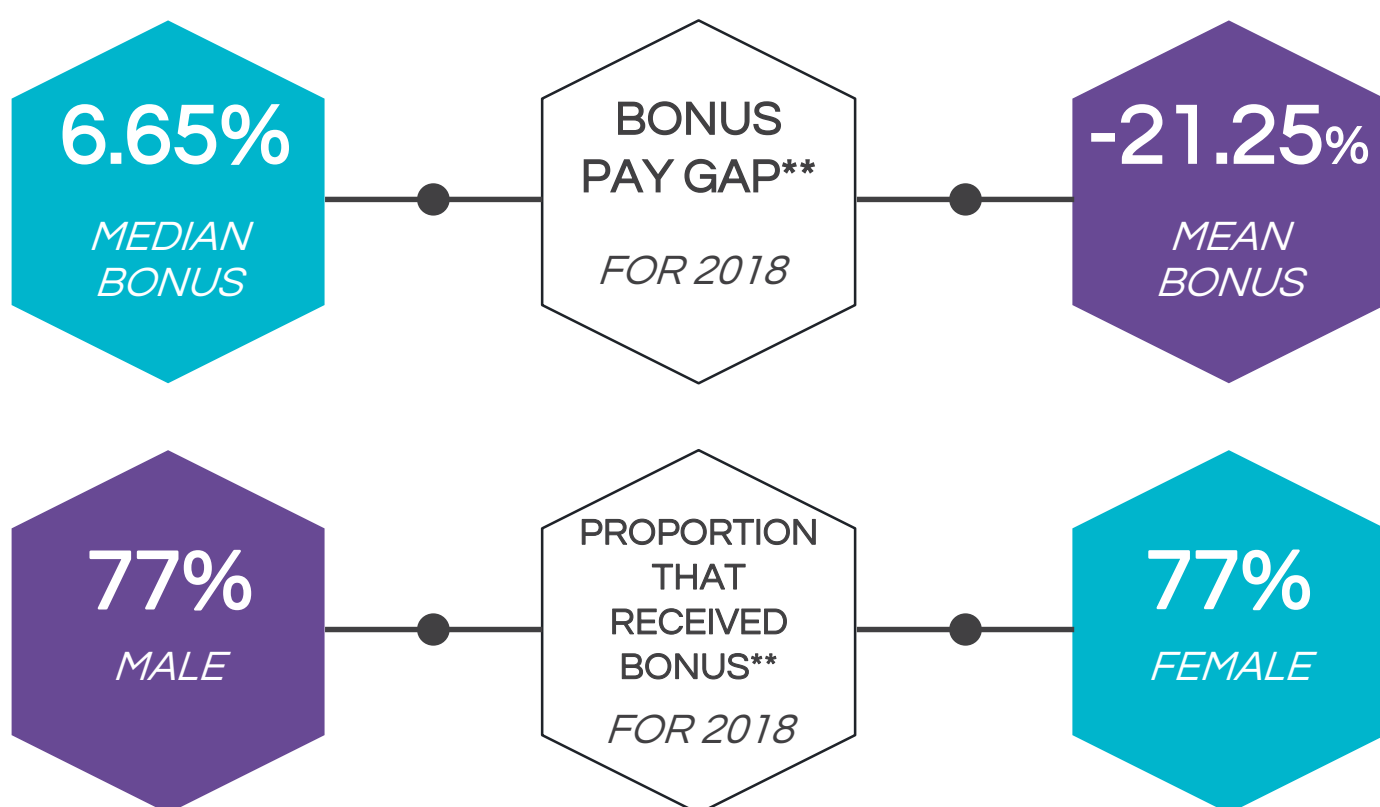 6.65%
MEDIAN
BONUS
BONUS
PAY GAP**
FOR 2018
-21.25%
MEAN
BONUS
77%
MALE
PROPORTION
THAT
RECEIVED
BONUS**
FOR 2018
77%
FEMALE